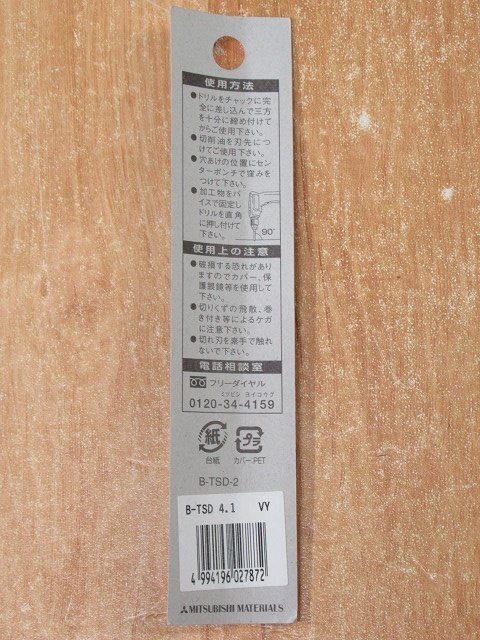 使用方法
●ドリルをチャックに完
全に差し込んで三方
を十分に締め付けて
からご使用下さい。
●切削油を刃先につ
けてご使用下さい。
●穴あけの位置にセン
ターポンチで窪みを
つけて下さい。
●加工物をバ
イスで固定し
ドリルを直角
に押し付けて
下さい。
90°
使用上の注意
●破損する恐れがあり
ますのでカバー、保
護眼鏡等を使用して
下さい。
●切りくずの飛散、巻
き付き等によるケガ
に注意下さい。
●切れ刃を素手で触れ
ないで下さい。
電話相談室
フリーダイヤル
ミツビシ ヨイコウグ
0120-34-4159
紙
プラ
台紙
カバー:PET
B-TSD-2
B-TSD 4.1 VY
4 994196 027872
MITSUBISHI MATERIALS